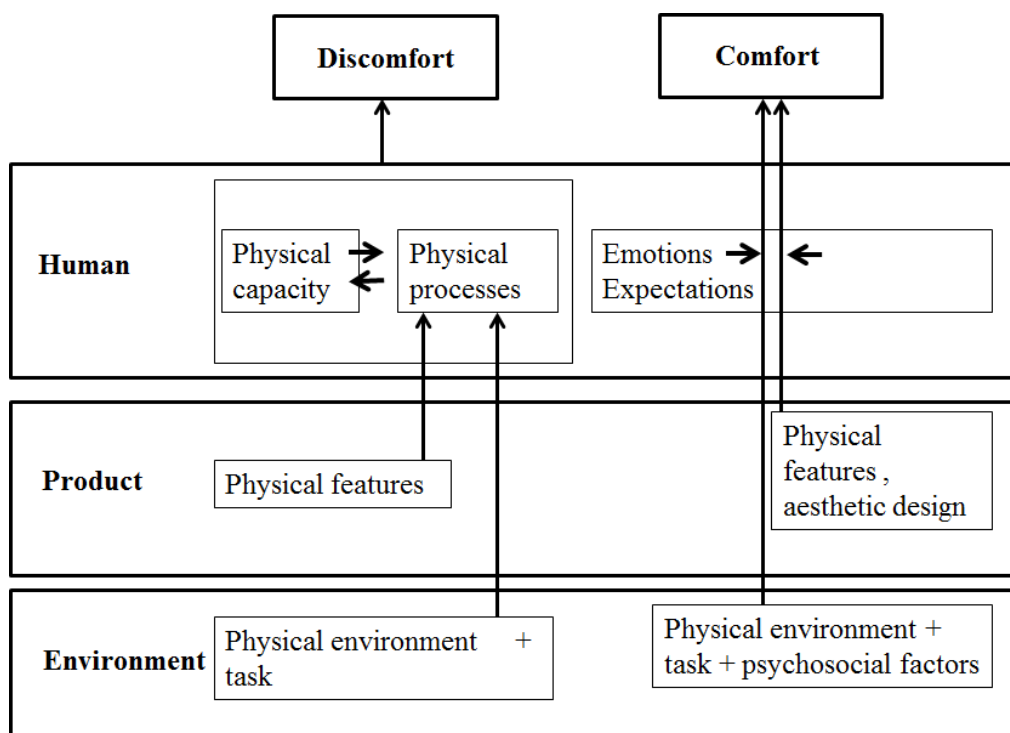 Discomfort
Comfort
Human
Physical
capacity
Physical
processes
Emotions
Expectations
Product
Physical features
Physical
features ,
aesthetic design
Environment
Physical environment +
task
Physical environment +
task + psychosocial factors